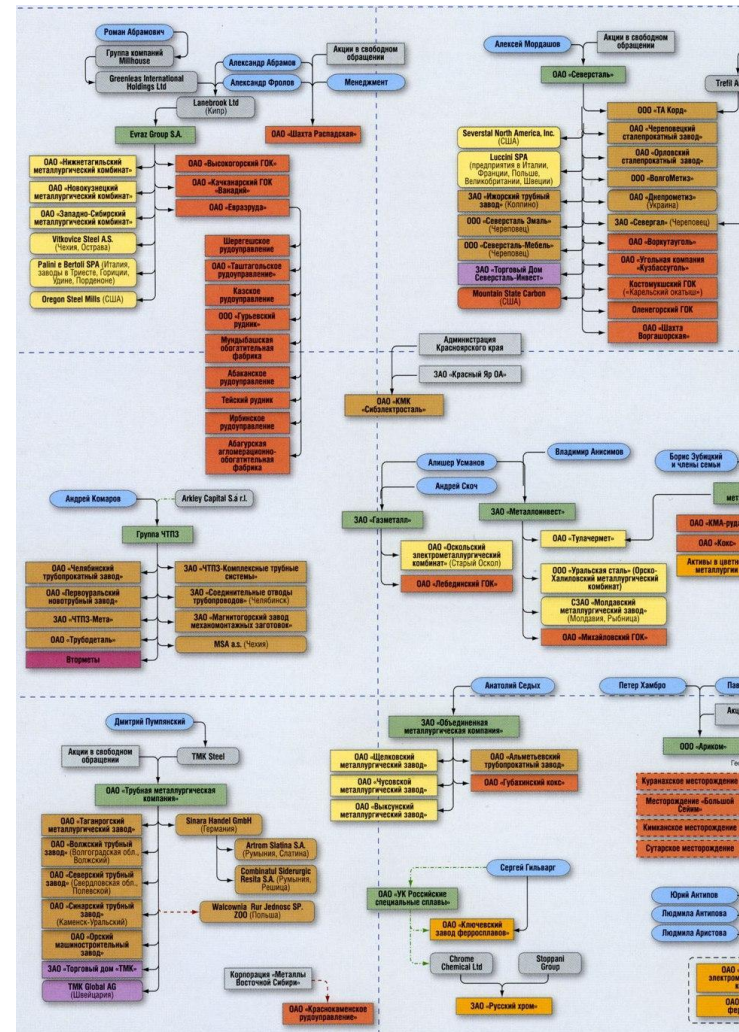 Роман Абрамович
Группа компаний
Millhouse
Greenleas International
Holdings Ltd
Александр Абрамов
Акции в свободном
обращении
Александр Фролов
Менеджмент
Lanebrook Ltd
(Кипр)
Evraz Group S.A.
ОАО «Шахта Распадская»
ОАО «Нижнетагильский
металлургический комбинат»
ОАО «Новокузнецкий
металлургический комбинат»
ОАО «Западно-Сибирский
металлургический комбинат»
Vitkovice Steel A.S.
(Чехия, Острава)
Palini e Bertoli SPA (Италия,
заводы в Триесте, Гориции,
Удине, Порденоне)
Oregon Steel Mills (США)
ОАО «Высокогорский ГОК»
ОАО «Качканарский ГОК
«Ванадий»
ОАО «Евразруда»
Шерегешское
рудоуправление
ОАО «Таштагольское
рудоуправление»
Казское
рудоуправление
ООО «Гурьевский
рудник»
Мундыбашская
обогатительная
фабрика
Абаканское
рудоуправление
Тейский рудник
Ирбинское
рудоуправление
Абагурская
агломерационно-
обогатительная
фабрика
Алексей Мордашов
Акции в свободном
обращении
ОАО «Северсталь»
Trefil A
Severstal North America, Inc.
(США)
Luccini SPA
(предприятия в Италии,
Франции, Польше,
Великобритании, Швеции)
ЗАО «Ижорский трубный
завод» (Колпино)
ООО «Северсталь Эмаль»
(Череповец)
ООО «Северсталь-Мебель»
(Череповец)
ЗАО «Торговый Дом
Северсталь-Инвест»
Mountain State Carbon
(США)
ООО «ТА Корд»
ОАО «Череповецкий
сталепрокатный завод»
ОАО «Орловский
сталепрокатный завод»
ООО «ВолгоМетиз»
ОАО «Днепрометиз»
(Украина)
ЗАО «Севергал» (Череповец)
ОАО «Воркутауголь»
ОАО «Угольная компания
«Кузбассуголь»
Костомукшский ГОК
(«Карельский окатыш»)
Оленегорский ГОК
ОАО «Шахта
Воргашорская»
Администрация
Красноярского края
ЗАО «Красный Яр ОА»
ОАО «КМК
«Сибэлектросталь»
Андрей Комаров
Arkley Capital S.a r.l.
Группа ЧТПЗ
ОАО «Челябинский
трубопрокатный завод»
ОАО «Первоуральский
новотрубный завод»
ЗАО «ЧТПЗ-Мета»
ОАО «Трубодеталь»
Вторметы
ЗАО «ЧТПЗ-Комплексные трубные
системы»
ЗАО «Соединительные отводы
трубопроводов» (Челябинск)
ЗАО «Магнитогорский завод
механомонтажных заготовок»
MSA a.s. (Чехия)
Алишер Усманов
Владимир Анисимов
Андрей Скоч
Борис Зубицкий
и члены семьи
ЗАО «Газметалл»
ЗАО «Металлоинвест»
мет
ОАО «Оскольский
электрометаллургический
комбинат» (Старый Оскол)
ОАО «Лебединский ГОК»
ОАО «Тулачермет»
ООО «Уральская сталь» (Орско-
Халиловский металлургический
комбинат)
СЗАО «Молдавский
металлургический завод»
(Молдавия, Рыбница)
ОАО «Михайловский ГОК»
ОАО «КМА-руда
ОАО «Кокс»
Активы в цветн
металлургии
Дмитрий Пумпянский
Акции в свободном
обращении
TMK Steel
ОАО «Трубная металлургическая
компания»
ОАО «Таганрогский
металлургический завод»
ОАО «Волжский трубный
завод» (Волгоградская обл.,
Волжский)
ОАО «Северский трубный
завод» (Свердловская обл.,
Полевской)
ОАО «Синарский трубный
завод»
(Каменск-Уральский)
ОАО «Орский
машиностроительный
завод»
ЗАО «Торговый дом «ТМК»
TMK Global AG
(Швейцария)
Sinara Handel GmbH
(Германия)
Artrom Slatina S.A.
(Румыния, Слатина)
Combinatul Siderurgic
Resita S.A. (Румыния,
Решица)
Walcownia Rur Jednosc SP.
ZOO (Польша)
Корпорация «Металлы
Восточной Сибири»
ОАО «Краснокаменское
рудоуправление»
Анатолий Седых
ЗАО «Объединенная
металлургическая компания»
ОАО «Щелковский
металлургический завод»
ОАО «Чусовской
металлургический завод»
ОАО «Выксунский
металлургический завод»
ОАО «Альметьевский
трубопрокатный завод»
ОАО «Губахинский кокс»
Петер Хамбро
Пав
Акц
ООО «Ариком»
Гео
Куранахское месторождение
Месторождение «Большой
Сейим»
Кимканское месторождение
Сутарское месторождение
Сергей Гильварг
ОАО «УК Российские
специальные сплавы»
ОАО «Ключевский
завод ферросплавов»
Chrome
Chemical Ltd
Stoppani
Group
ЗАО «Русский хром»
Юрий Антипов
Людмила Антипова
Людмила Аристова
ОАО «
электром
к
ОАО
фер